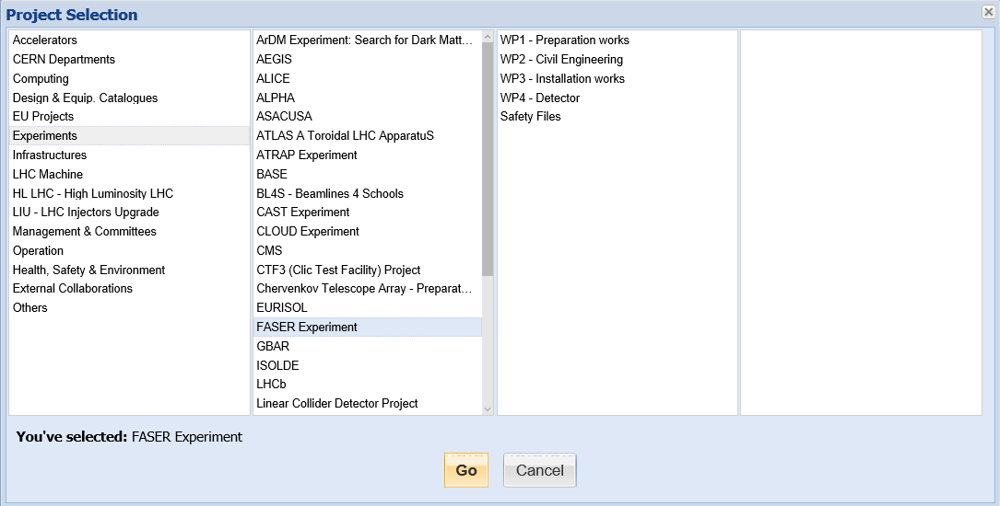 Project Selection
Accelerators
CERN Departments
Computing
Design & Equip. Catalogues
EU Projects
Experiments
Infrastructures
LHC Machine
HL LHC - High Luminosity LHC
LIU - LHC Injectors Upgrade
Management & Committees
Operation
Health, Safety & Environment
External Collaborations
Others
ArDM Experiment: Search for Dark Matt...
AEGIS
ALICE
ALPHA
ASACUSA
ATLAS A Toroidal LHC ApparatuS
ATRAP Experiment
BASE
BL4S - Beamlines 4 Schools
CAST Experiment
CLOUD Experiment
CMS
CTF3 (Clic Test Facility) Project
Chervenkov Telescope Array - Preparat...
EURISOL
FASER Experiment
GBAR
ISOLDE
LHCb
Linear Collider Detector Project
WP1 - Preparation works
WP2 - Civil Engineering
WP3 - Installation works
WP4 - Detector
Safety Files
You've selected: FASER Experiment
Go
Cancel